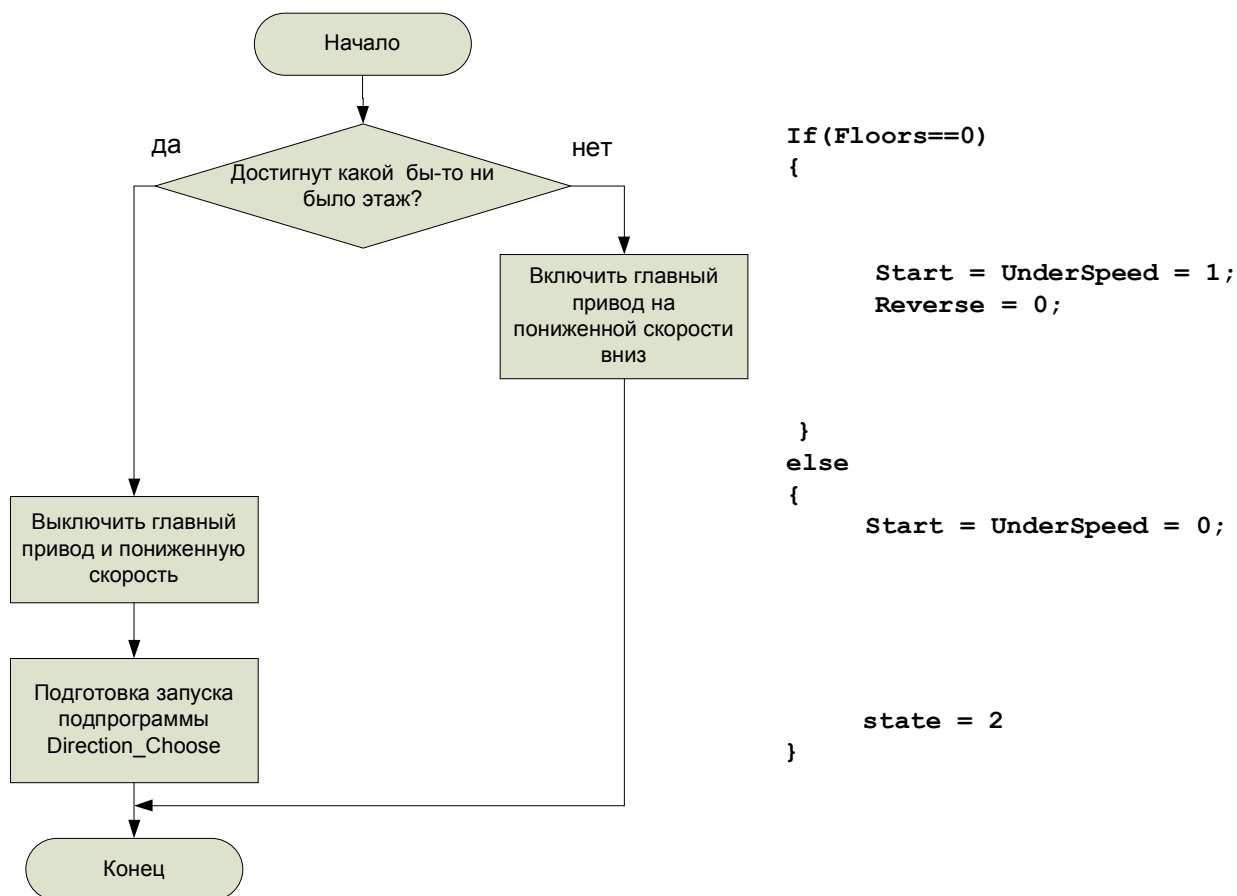 Начало
да
нет
Достигнут какой бы-то ни
было этаж?
Включить главный
привод на
пониженной скорости
вниз
Выключить главный
привод и пониженную
скорость
Подготовка запуска
подпрограммы
Direction_Choose
Конец
If(Floors==0)
{
Start = UnderSpeed = 1;
Reverse = 0;
}
else
{
Start = UnderSpeed = 0;
state = 2
}